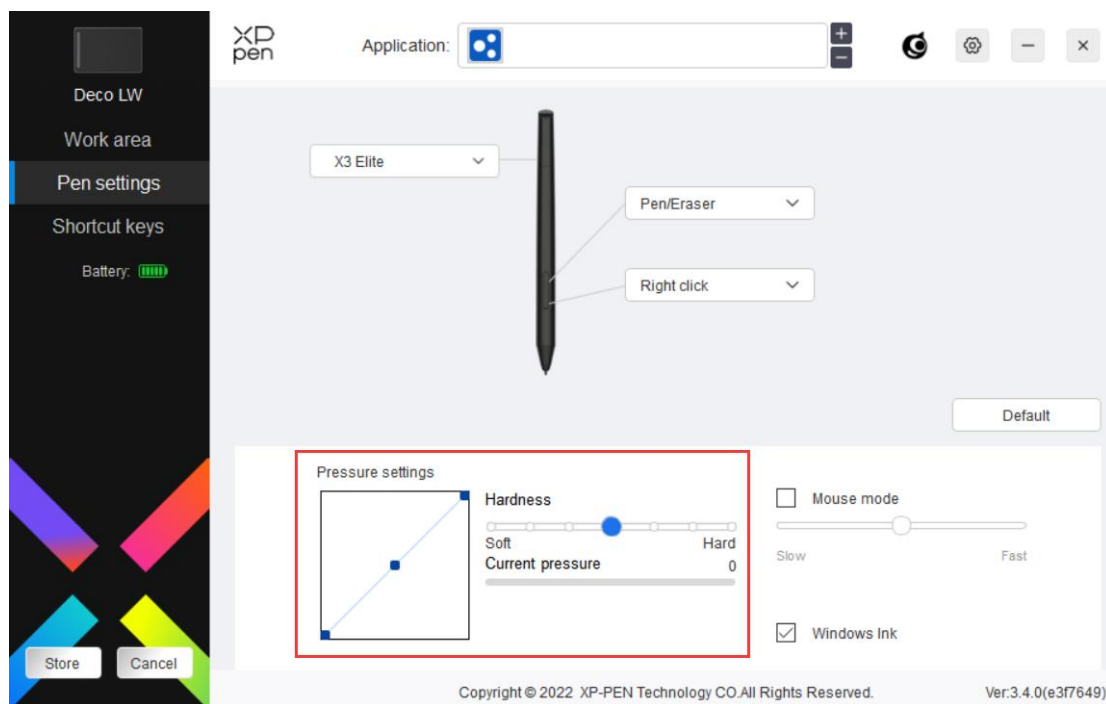 XP
pen
Application:
Deco LW
Work area
Pen settings
Shortcut keys
Battery:
X3 Elite
Pen/Eraser
Right click
Default
Pressure settings
Hardness
Soft Hard
Current pressure 0
Mouse mode
Slow Fast
Windows Ink
Store Cancel
Copyright © 2022 XP-PEN Technology CO.All Rights Reserved. Ver:3.4.0(e3f7649)